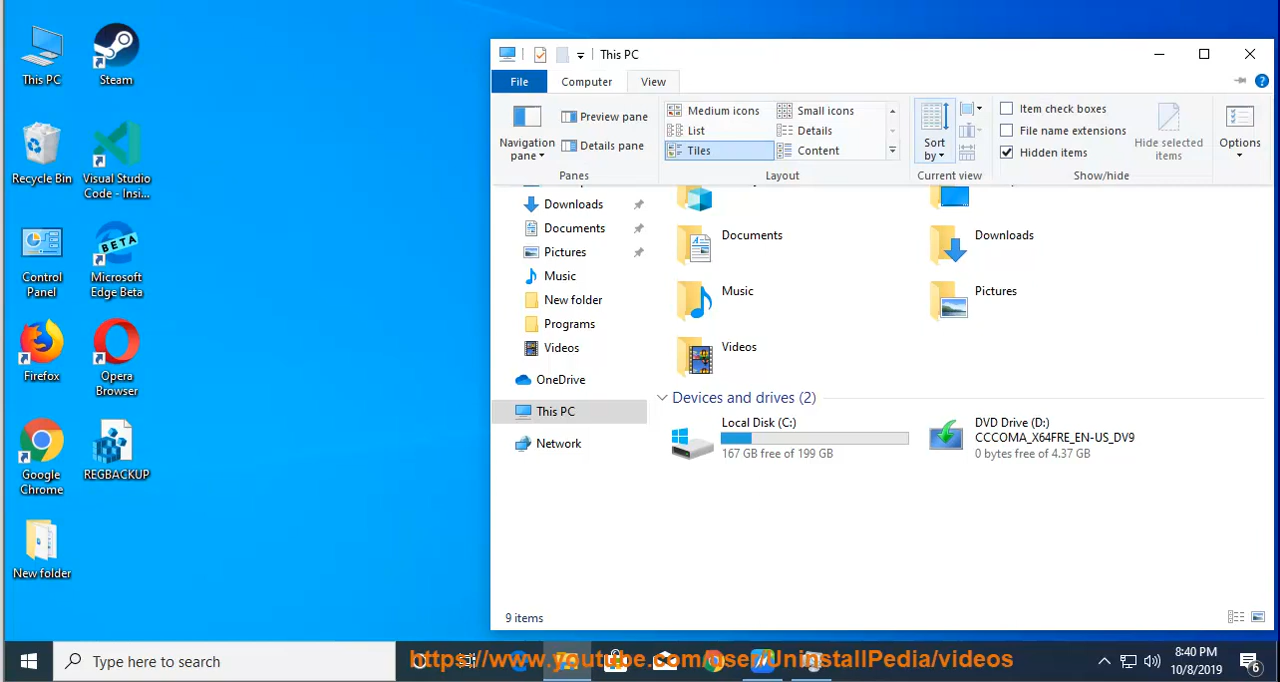 This PC
Steam
Recycle Bin
Visual Studio
Code - Insi...
Control
Panel
Microsoft
Edge Beta
Firefox
Opera
Browser
Google
Chrome
REGBACKUP
New folder
This PC
File
Computer
View
Navigation
pane
Preview pane
Details pane
Panes
Medium icons
Small icons
List
Details
Tiles
Content
Layout
Sort
by
Current view
Item check boxes
File name extensions
Hidden items
Hide selected
items
Show/hide
Options
Downloads
Documents
Pictures
Music
New folder
Programs
Videos
OneDrive
This PC
Network
Documents
Downloads
Music
Pictures
Videos
Devices and drives (2)
Local Disk (C:)
167 GB free of 199 GB
DVD Drive (D:)
CCCOMA_X64FRE_EN-US_DV9
0 bytes free of 4.37 GB
9 items
Type here to search
https://www.youtube.com/user/UninstallPedia/videos
8:40 PM
10/8/2019
6